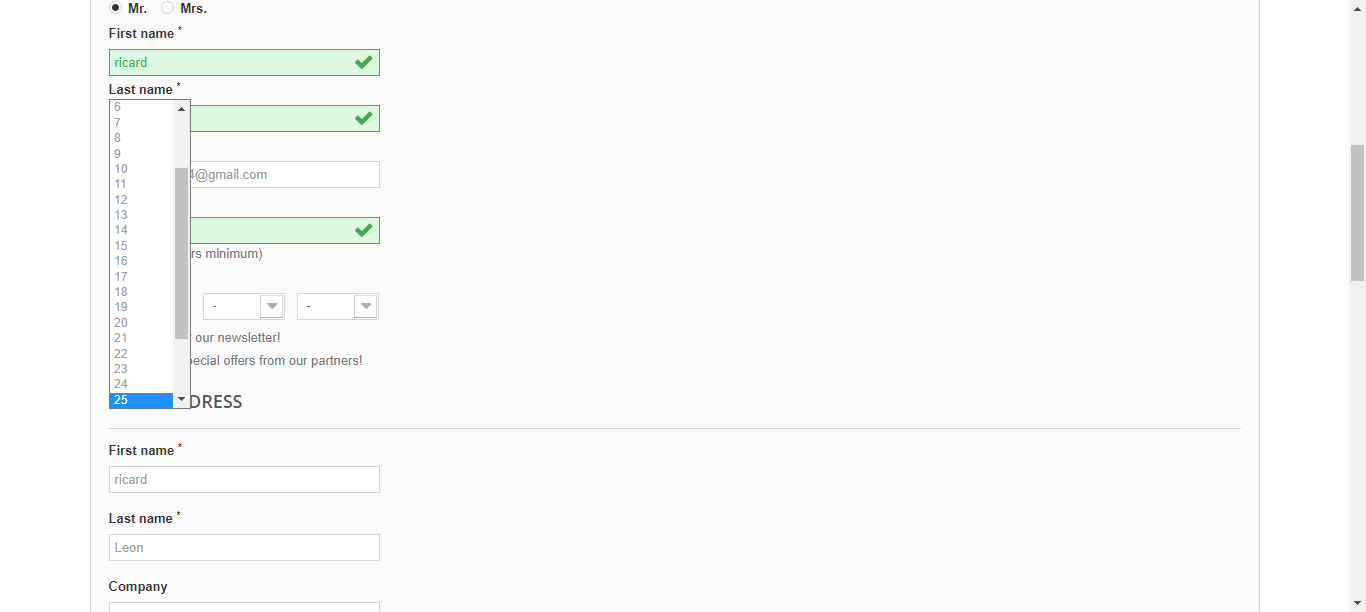 Mr. Mrs.
First name *
ricard
Last name *
6
7
8
9
10
11
12
13
14
15
16
17
18
19
20
21
22
23
24
25
4@gmail.com
rs minimum)
- -
our newsletter!
pecial offers from our partners!
DRESS
First name *
ricard
Last name *
Leon
Company